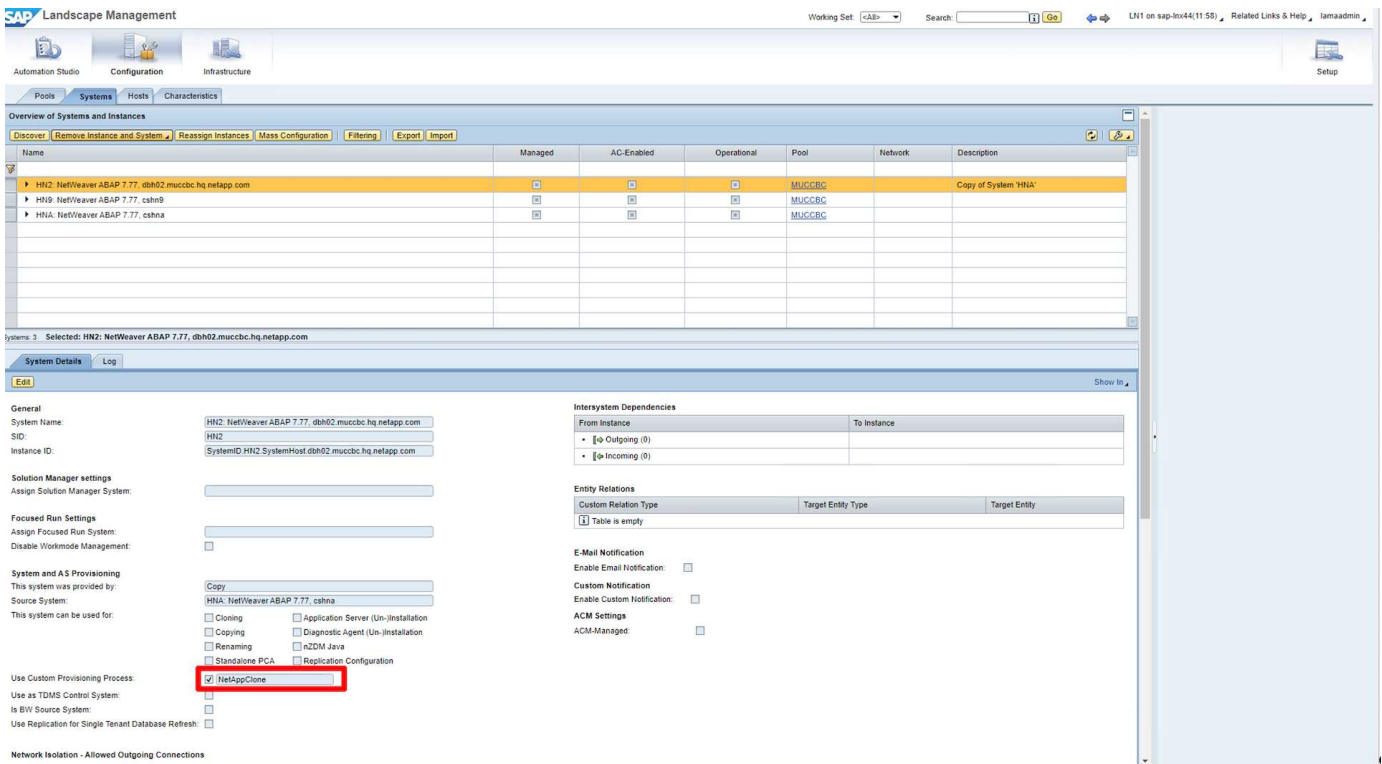 SAP Landscape Management
Working Set: <All> Search: Go LN1 on sap-lnx44(11:58) Related Links & Help lamaadmin
Automation Studio Configuration Infrastructure Setup
Pools Systems Hosts Characteristics
Overview of Systems and Instances
Discover Remove Instance and System Reassign Instances Mass Configuration Filtering Export Import
Name Managed AC-Enabled Operational Pool Network Description
HN2: NetWeaver ABAP 7.77, dbh02.muccbc.hq.netapp.com MUCCBC Copy of System 'HNA'
HN9: NetWeaver ABAP 7.77, cshn9 MUCCBC
HNA: NetWeaver ABAP 7.77, cshna MUCCBC
Systems: 3 Selected: HN2: NetWeaver ABAP 7.77, dbh02.muccbc.hq.netapp.com
System Details Log
Edit Show In
General
System Name: HN2: NetWeaver ABAP 7.77, dbh02.muccbc.hq.netapp.com
SID: HN2
Instance ID: SystemID.HN2.SystemHost.dbh02.muccbc.hq.netapp.com
Solution Manager settings
Assign Solution Manager System:
Focused Run Settings
Assign Focused Run System:
Disable Workmode Management:
System and AS Provisioning
This system was provided by: Copy
Source System: HNA: NetWeaver ABAP 7.77, cshna
This system can be used for: Cloning Application Server (Un-)Installation
Copying Diagnostic Agent (Un-)Installation
Renaming nZDM Java
Standalone PCA Replication Configuration
Use Custom Provisioning Process: NetAppClone
Use as TDMS Control System:
Is BW Source System:
Use Replication for Single Tenant Database Refresh:
Network Isolation - Allowed Outgoing Connections
Intersystem Dependencies
From Instance To Instance
Outgoing (0)
Incoming (0)
Entity Relations
Custom Relation Type Target Entity Type Target Entity
Table is empty
E-Mail Notification
Enable Email Notification:
Custom Notification
Enable Custom Notification:
ACM Settings
ACM-Managed: